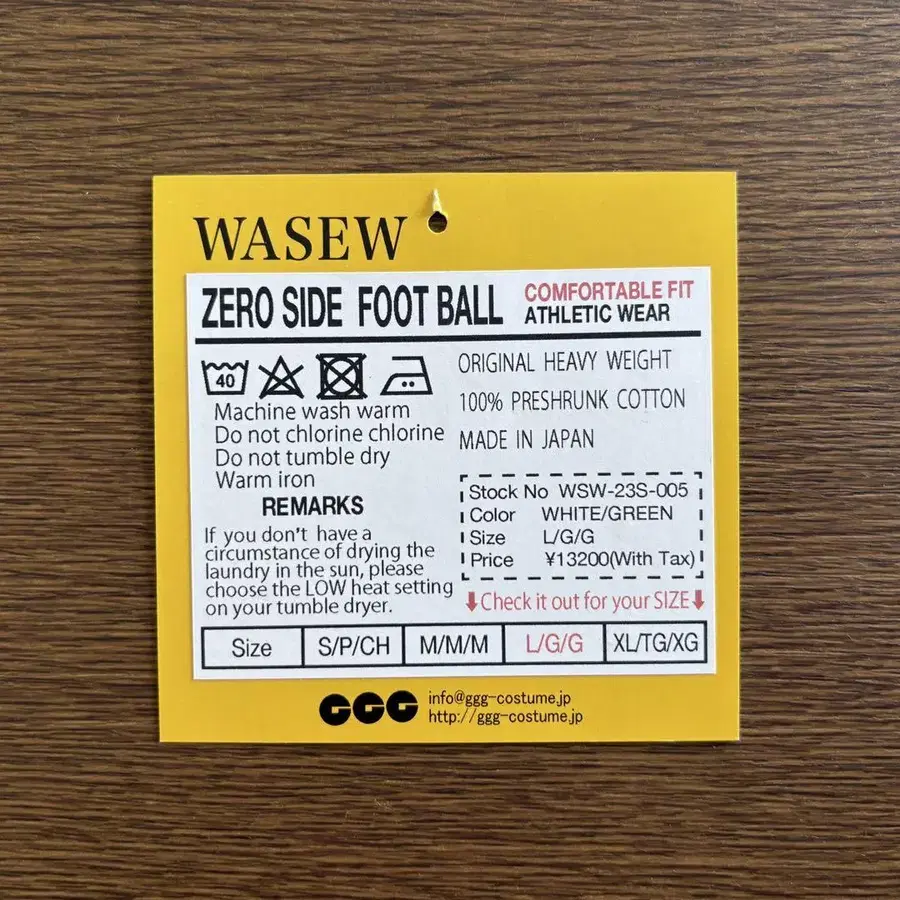 WASEW
ZERO SIDE FOOT BALL
COMFORTABLE FIT
ATHLETIC WEAR
40
Machine wash warm
Do not chlorine chlorine
Do not tumble dry
Warm iron
REMARKS
If you don't have a
circumstance of drying the
laundry in the sun, please
choose the LOW heat setting
on your tumble dryer.
ORIGINAL HEAVY WEIGHT
100% PRESHRUNK COTTON
MADE IN JAPAN
Stock No WSW-23S-005
Color WHITE/GREEN
Size L/G/G
Price ¥13200(With Tax)
⬇Check it out for your SIZE⬇
Size S/P/CH M/M/M L/G/G XL/TG/XG
GGG
info@ggg-costume.jp
http://ggg-costume.jp